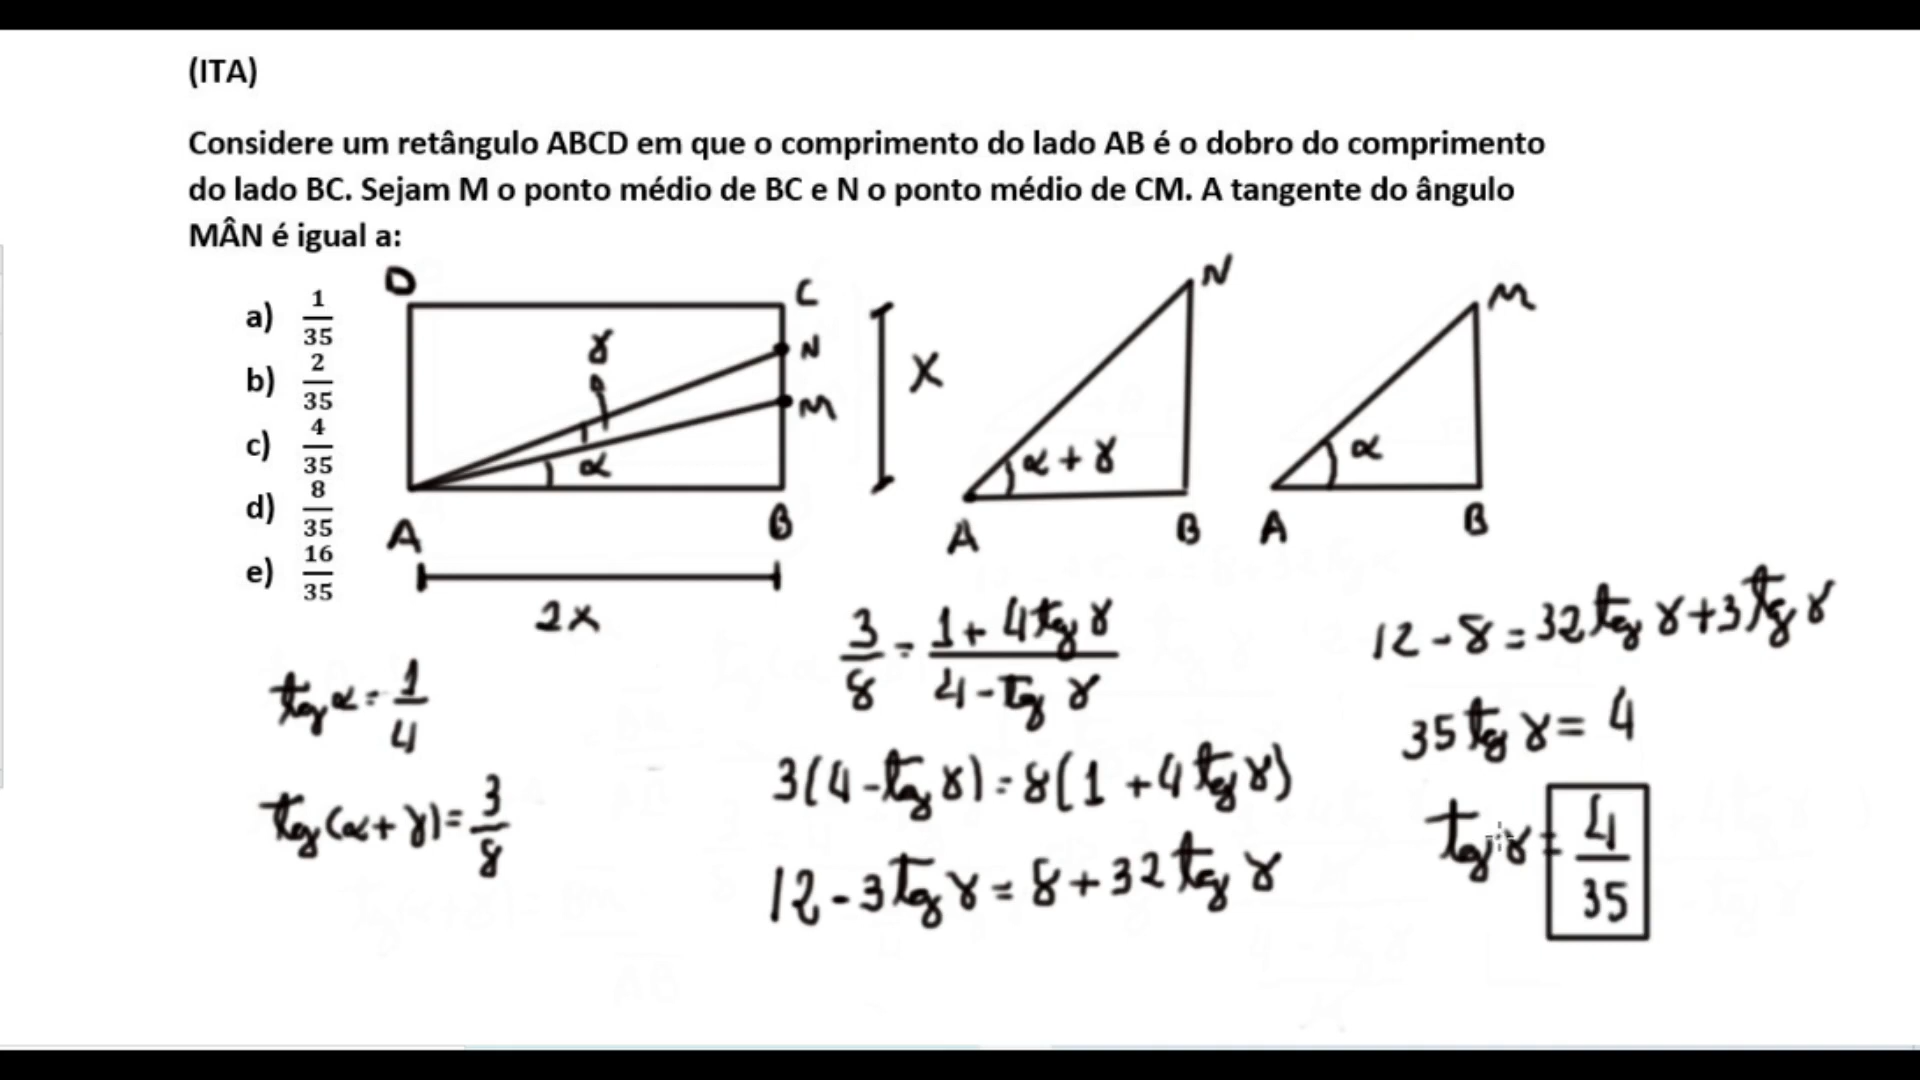 (ITA)
Considere um retângulo ABCD em que o comprimento do lado AB é o dobro do comprimento
do lado BC. Sejam M o ponto médio de BC e N o ponto médio de CM. A tangente do ângulo
MÂN é igual a:
a) 1/35
b) 2/35
c) 4/35
d) 8/35
e) 16/35
D C
N
M
γ
α
A B
X
2x
N
α + γ
A B
M
α
A B
tg α = 1/4
tg(α+γ) = 3/8
3/8 = (1 + 4tg γ)/(4 - tg γ)
3(4 - tg γ) = 8(1 + 4 tg γ)
12 - 3 tg γ = 8 + 32 tg γ
12 - 8 = 32 tg γ + 3 tg γ
35 tg γ = 4
tg γ = 4/35